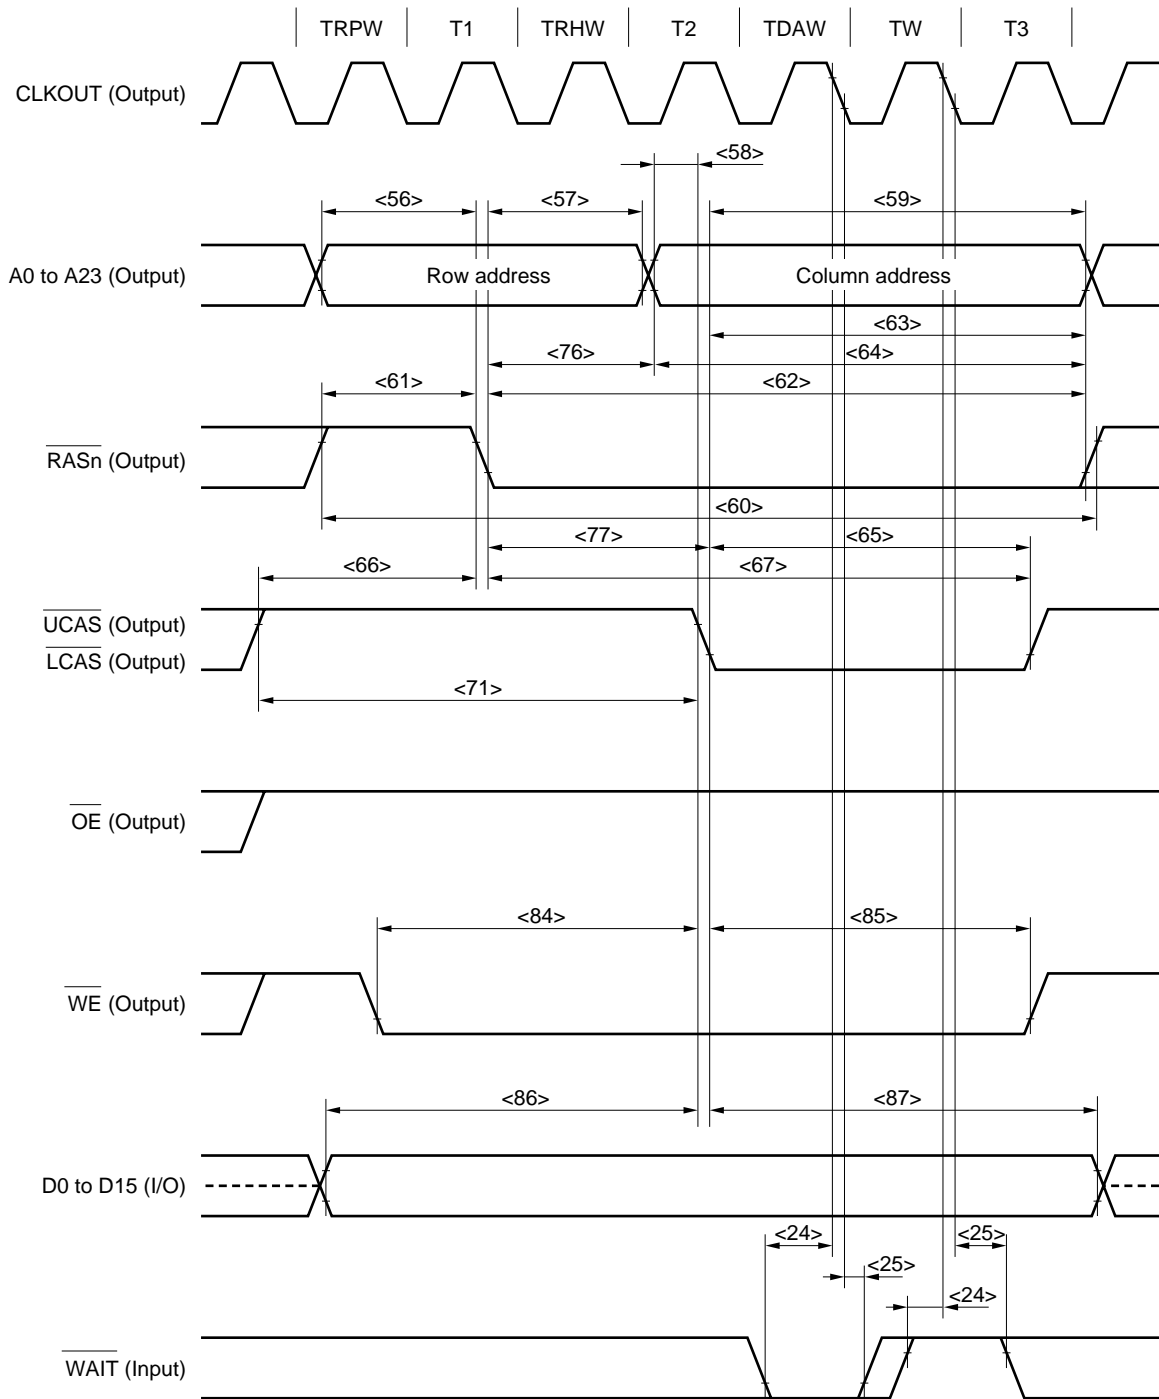 TRPW T1 TRHW T2 TDAW TW T3
CLKOUT (Output)
<58>
<56> <57> <59>
A0 to A23 (Output) Row address Column address
<63>
<76> <64>
<61> <62>
RASn (Output)
<60>
<77> <65>
<66> <67>
UCAS (Output)
LCAS (Output)
<71>
OE (Output)
<84> <85>
WE (Output)
<86> <87>
D0 to D15 (I/O)
<24> <25>
<25>
<24>
WAIT (Input)